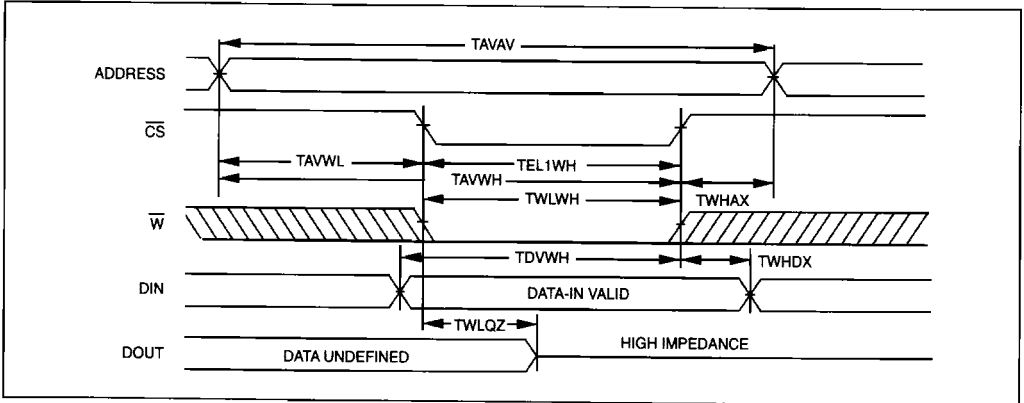 TAVAV
ADDRESS
CS
TAVWL
TEL1WH
TAVWH
TWLWH
TWHAX
W
TDVWH
TWHDX
DIN
DATA-IN VALID
TWLQZ
HIGH IMPEDANCE
DOUT
DATA UNDEFINED